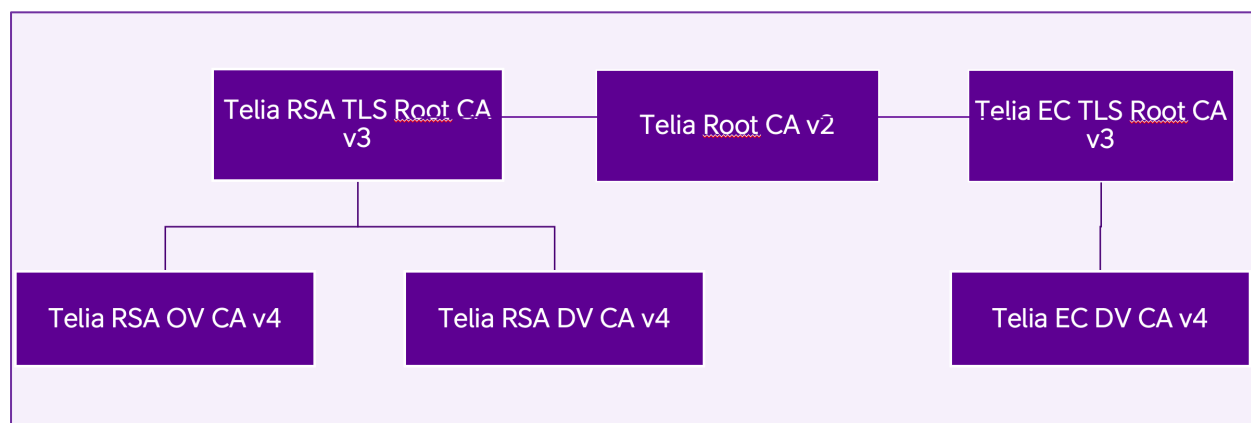 Telia RSA TLS Root CA
v3
Telia Root CA v2
Telia EC TLS Root CA
v3
Telia RSA OV CA v4
Telia RSA DV CA v4
Telia EC DV CA v4